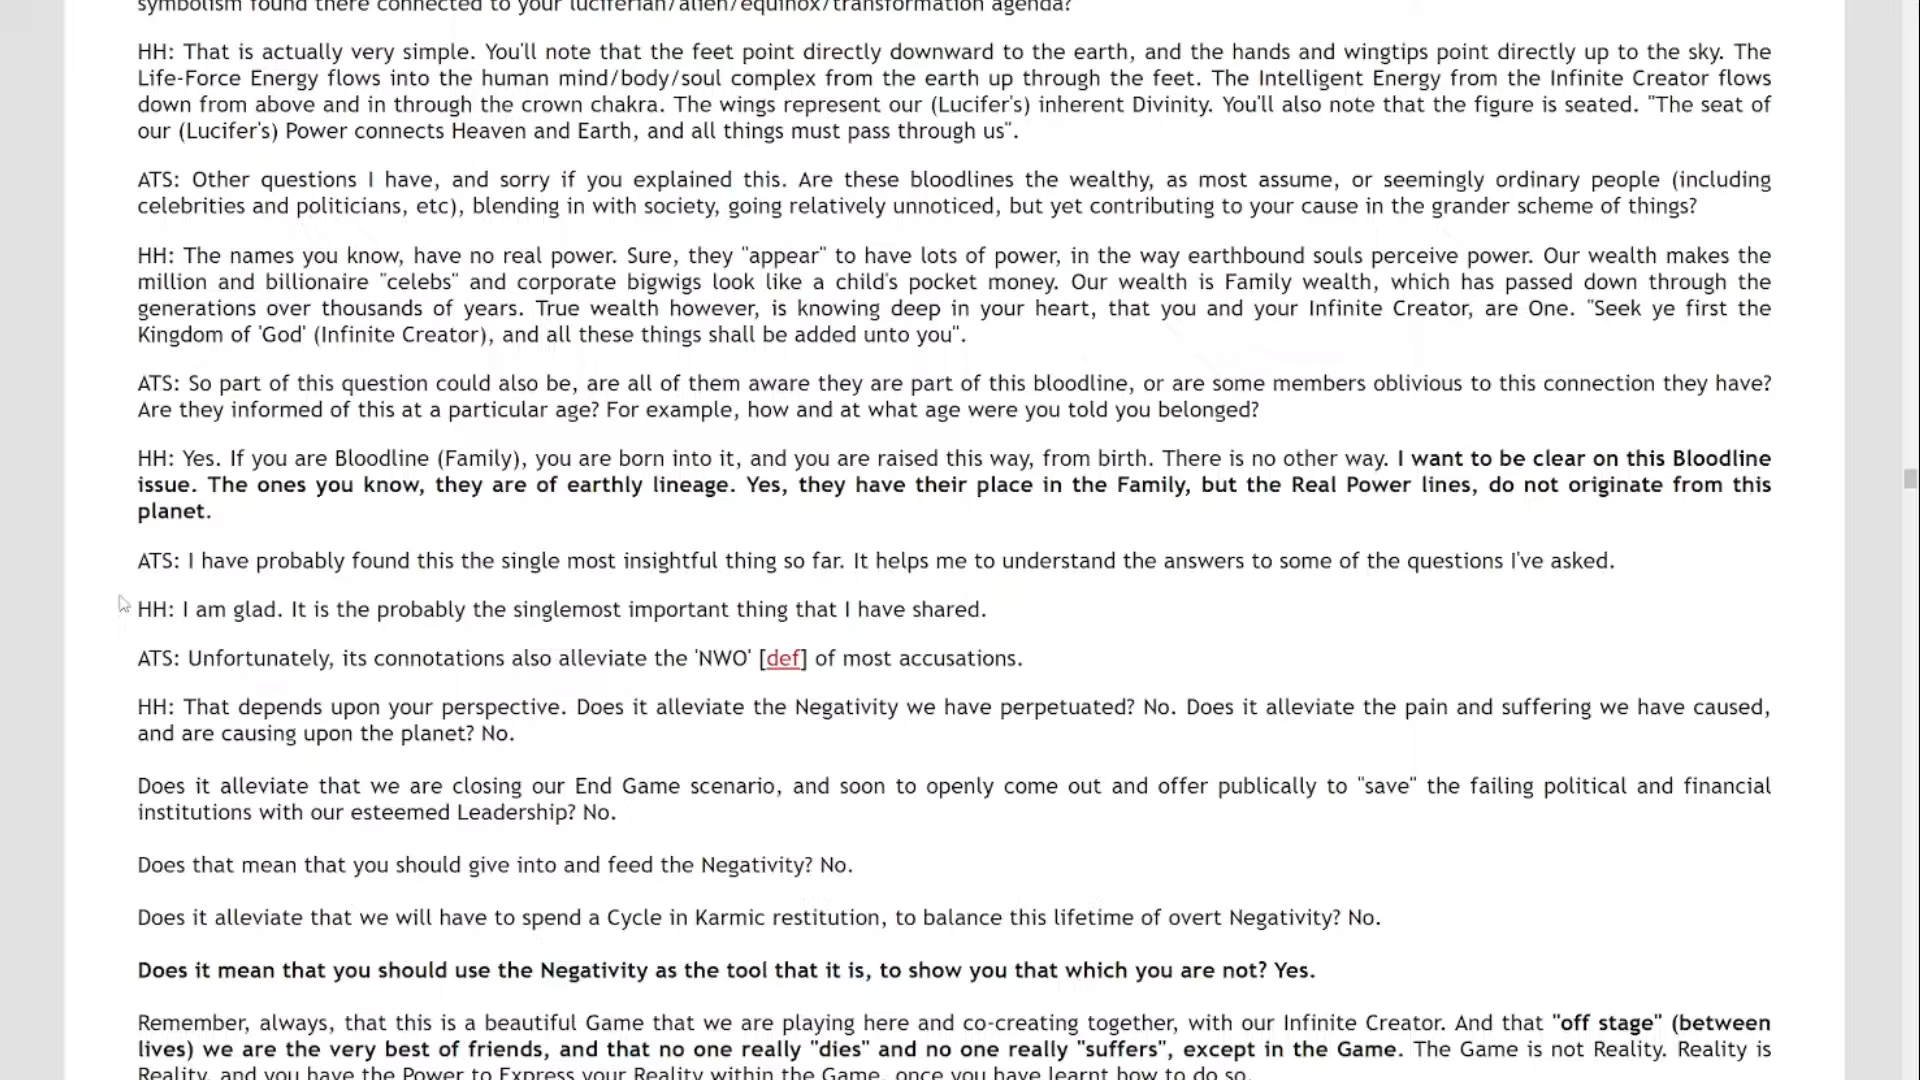 symbolism found there connected to your luciferian/alien/equinox/transformation agenda?
HH: That is actually very simple. You'll note that the feet point directly downward to the earth, and the hands and wingtips point directly up to the sky. The
Life-Force Energy flows into the human mind/body/soul complex from the earth up through the feet. The Intelligent Energy from the Infinite Creator flows
down from above and in through the crown chakra. The wings represent our (Lucifer's) inherent Divinity. You'll also note that the figure is seated. "The seat of
our (Lucifer's) Power connects Heaven and Earth, and all things must pass through us".
ATS: Other questions I have, and sorry if you explained this. Are these bloodlines the wealthy, as most assume, or seemingly ordinary people (including
celebrities and politicians, etc), blending in with society, going relatively unnoticed, but yet contributing to your cause in the grander scheme of things?
HH: The names you know, have no real power. Sure, they "appear" to have lots of power, in the way earthbound souls perceive power. Our wealth makes the
million and billionaire "celebs" and corporate bigwigs look like a child's pocket money. Our wealth is Family wealth, which has passed down through the
generations over thousands of years. True wealth however, is knowing deep in your heart, that you and your Infinite Creator, are One. "Seek ye first the
Kingdom of 'God' (Infinite Creator), and all these things shall be added unto you".
ATS: So part of this question could also be, are all of them aware they are part of this bloodline, or are some members oblivious to this connection they have?
Are they informed of this at a particular age? For example, how and at what age were you told you belonged?
HH: Yes. If you are Bloodline (Family), you are born into it, and you are raised this way, from birth. There is no other way. I want to be clear on this Bloodline
issue. The ones you know, they are of earthly lineage. Yes, they have their place in the Family, but the Real Power lines, do not originate from this
planet.
ATS: I have probably found this the single most insightful thing so far. It helps me to understand the answers to some of the questions I've asked.
HH: I am glad. It is the probably the singlemost important thing that I have shared.
ATS: Unfortunately, its connotations also alleviate the 'NWO' [def] of most accusations.
HH: That depends upon your perspective. Does it alleviate the Negativity we have perpetuated? No. Does it alleviate the pain and suffering we have caused,
and are causing upon the planet? No.
Does it alleviate that we are closing our End Game scenario, and soon to openly come out and offer publically to "save" the failing political and financial
institutions with our esteemed Leadership? No.
Does that mean that you should give into and feed the Negativity? No.
Does it alleviate that we will have to spend a Cycle in Karmic restitution, to balance this lifetime of overt Negativity? No.
Does it mean that you should use the Negativity as the tool that it is, to show you that which you are not? Yes.
Remember, always, that this is a beautiful Game that we are playing here and co-creating together, with our Infinite Creator. And that "off stage" (between
lives) we are the very best of friends, and that no one really "dies" and no one really "suffers", except in the Game. The Game is not Reality. Reality is
Reality, and you have the Power to Express your Reality within the Game, once you have learnt how to do so.